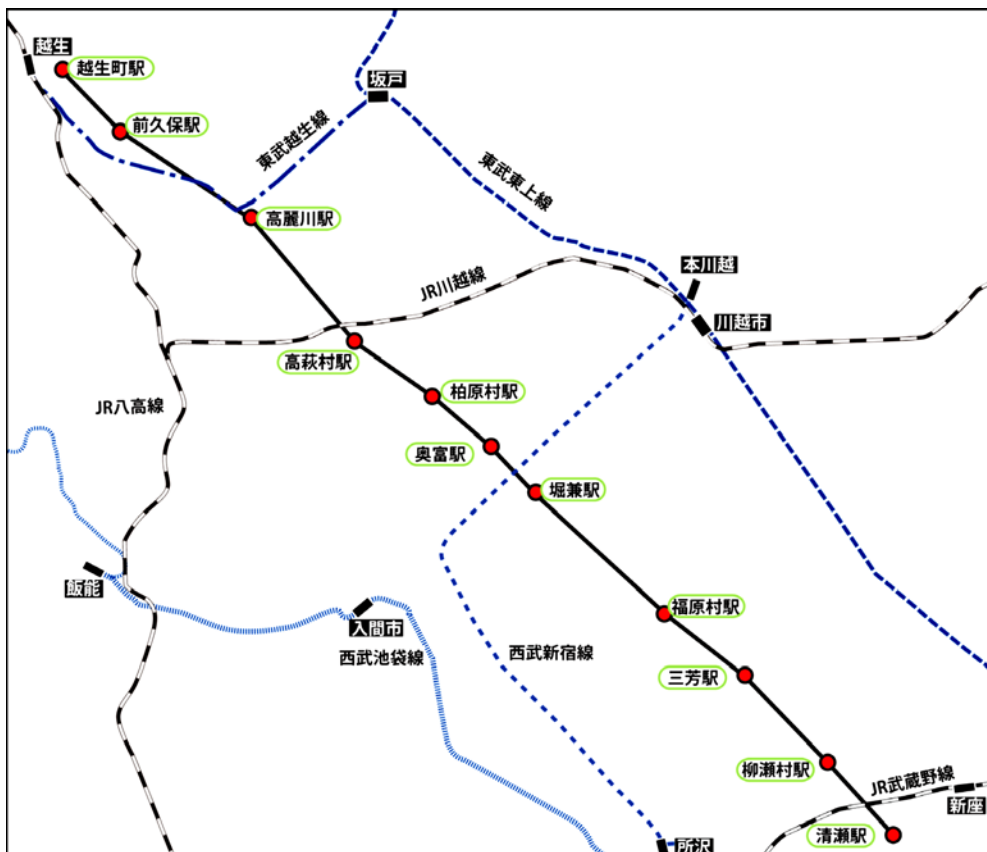 越生
越生町駅
坂戸
前久保駅
東武越生線
東武東上線
高麗川駅
本川越
JR川越線
川越市
高萩村駅
柏原村駅
JR八高線
奥富駅
堀兼駅
飯能
福原村駅
入間市
西武池袋線
西武新宿線
三芳駅
柳瀬村駅
JR武蔵野線
新座
清瀬駅
所沢